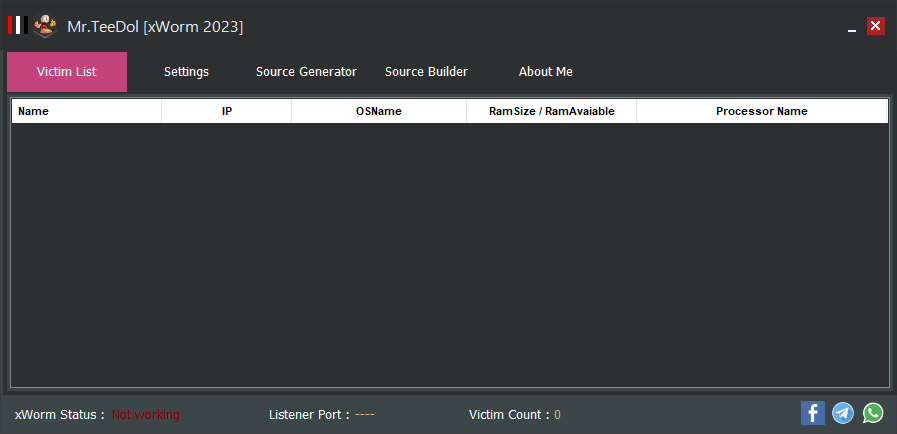 Mr.TeeDol [xWorm 2023]
Victim List Settings Source Generator Source Builder About Me
Name IP OSName RamSize / RamAvaiable Processor Name
xWorm Status : Not working Listener Port : ---- Victim Count : 0